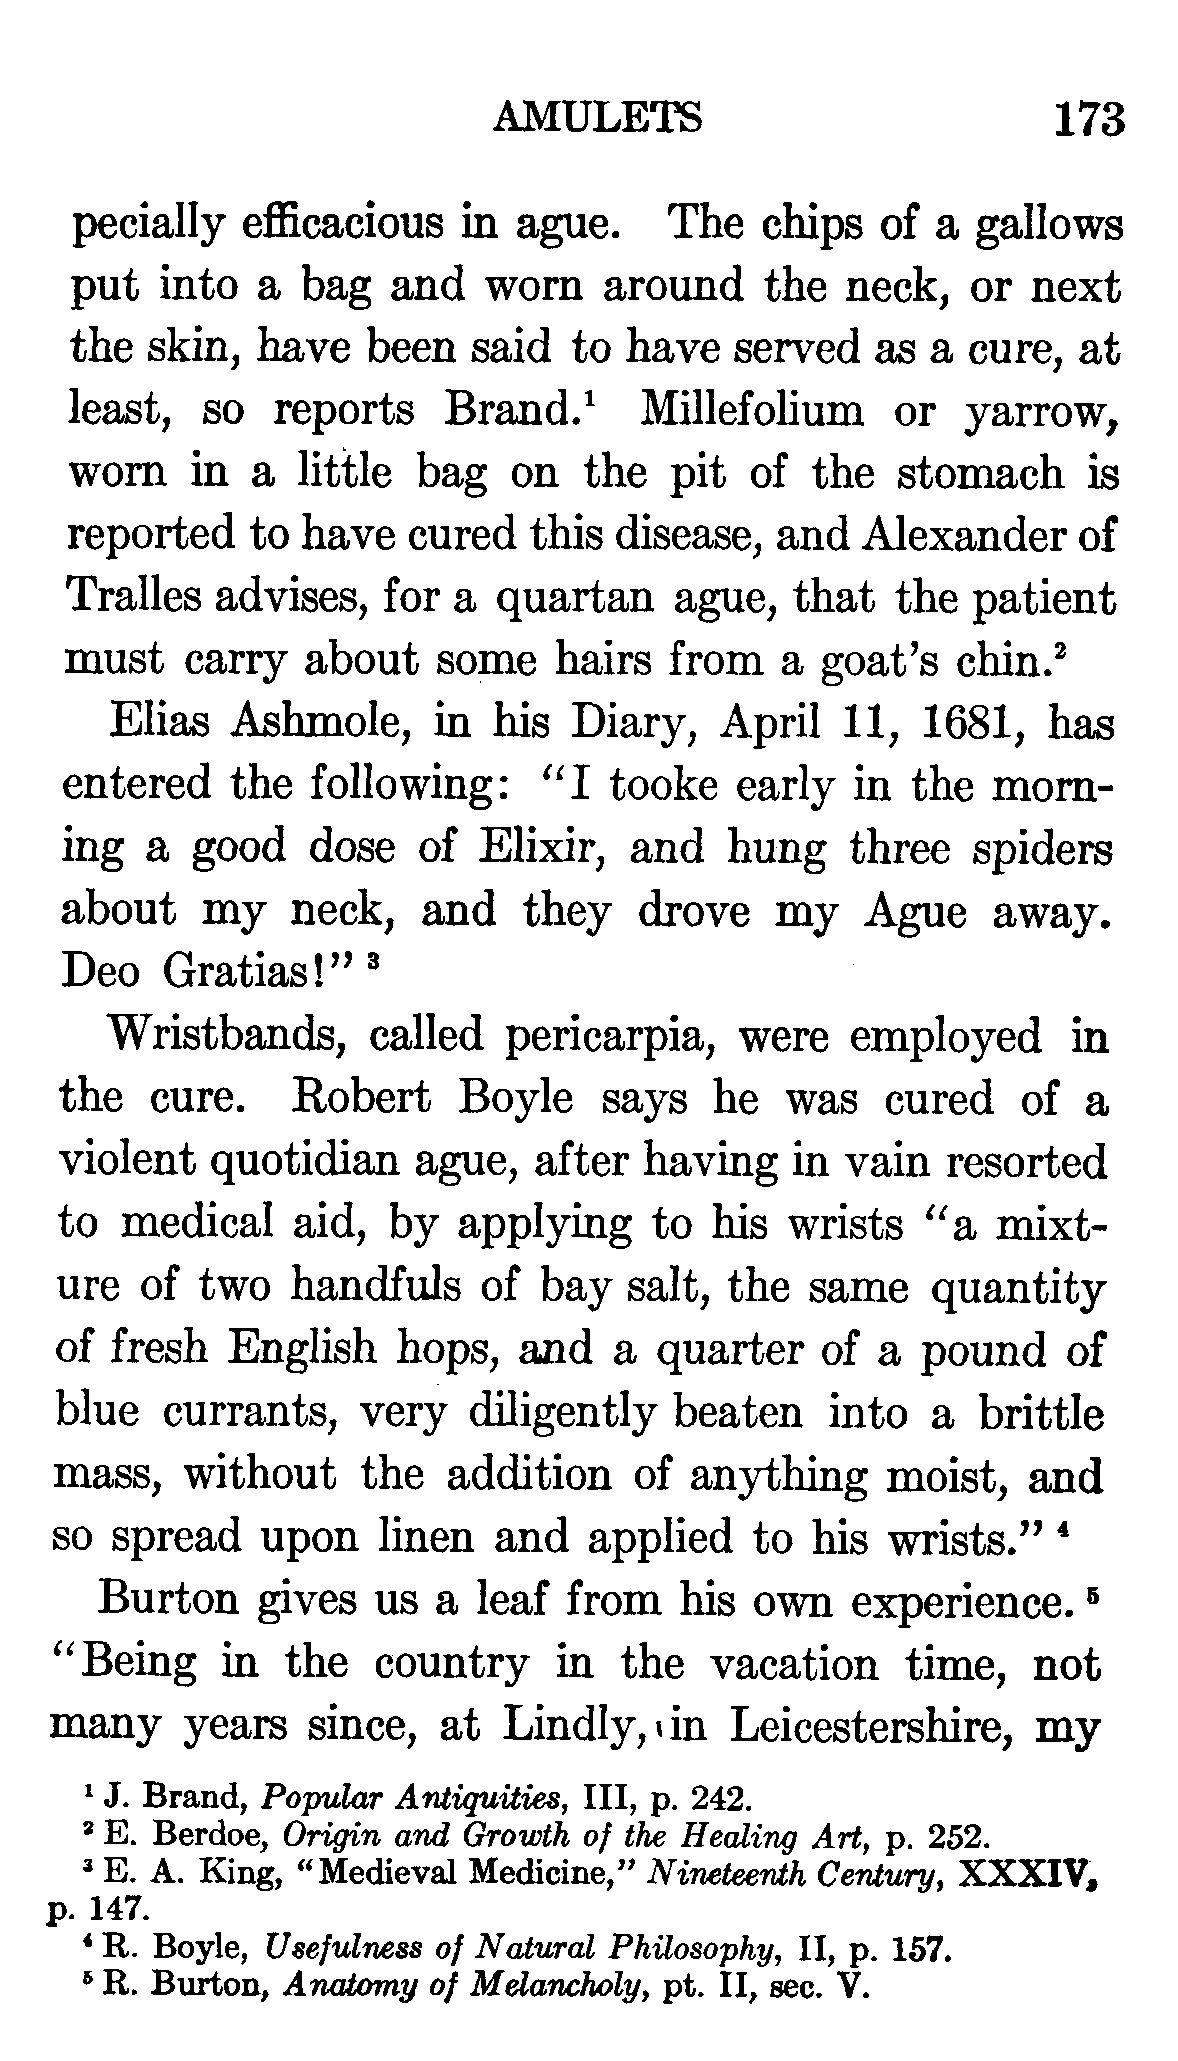 AMULETS 173
pecially efficacious in ague. The chips of a gallows
put into a bag and worn around the neck, or next
the skin, have been said to have served as a cure, at
least, so reports Brand.¹ Millefolium or yarrow,
worn in a little bag on the pit of the stomach is
reported to have cured this disease, and Alexander of
Tralles advises, for a quartan ague, that the patient
must carry about some hairs from a goat's chin.²
Elias Ashmole, in his Diary, April 11, 1681, has
entered the following: "I tooke early in the morn-
ing a good dose of Elixir, and hung three spiders
about my neck, and they drove my Ague away.
Deo Gratias!" ³
Wristbands, called pericarpia, were employed in
the cure. Robert Boyle says he was cured of a
violent quotidian ague, after having in vain resorted
to medical aid, by applying to his wrists "a mixt-
ure of two handfuls of bay salt, the same quantity
of fresh English hops, and a quarter of a pound of
blue currants, very diligently beaten into a brittle
mass, without the addition of anything moist, and
so spread upon linen and applied to his wrists." ⁴
Burton gives us a leaf from his own experience. ⁵
"Being in the country in the vacation time, not
many years since, at Lindly, in Leicestershire, my
¹ J. Brand, Popular Antiquities, III, p. 242.
² E. Berdoe, Origin and Growth of the Healing Art, p. 252.
³ E. A. King, "Medieval Medicine," Nineteenth Century, XXXIV,
p. 147.
⁴ R. Boyle, Usefulness of Natural Philosophy, II, p. 157.
⁵ R. Burton, Anatomy of Melancholy, pt. II, sec. V.